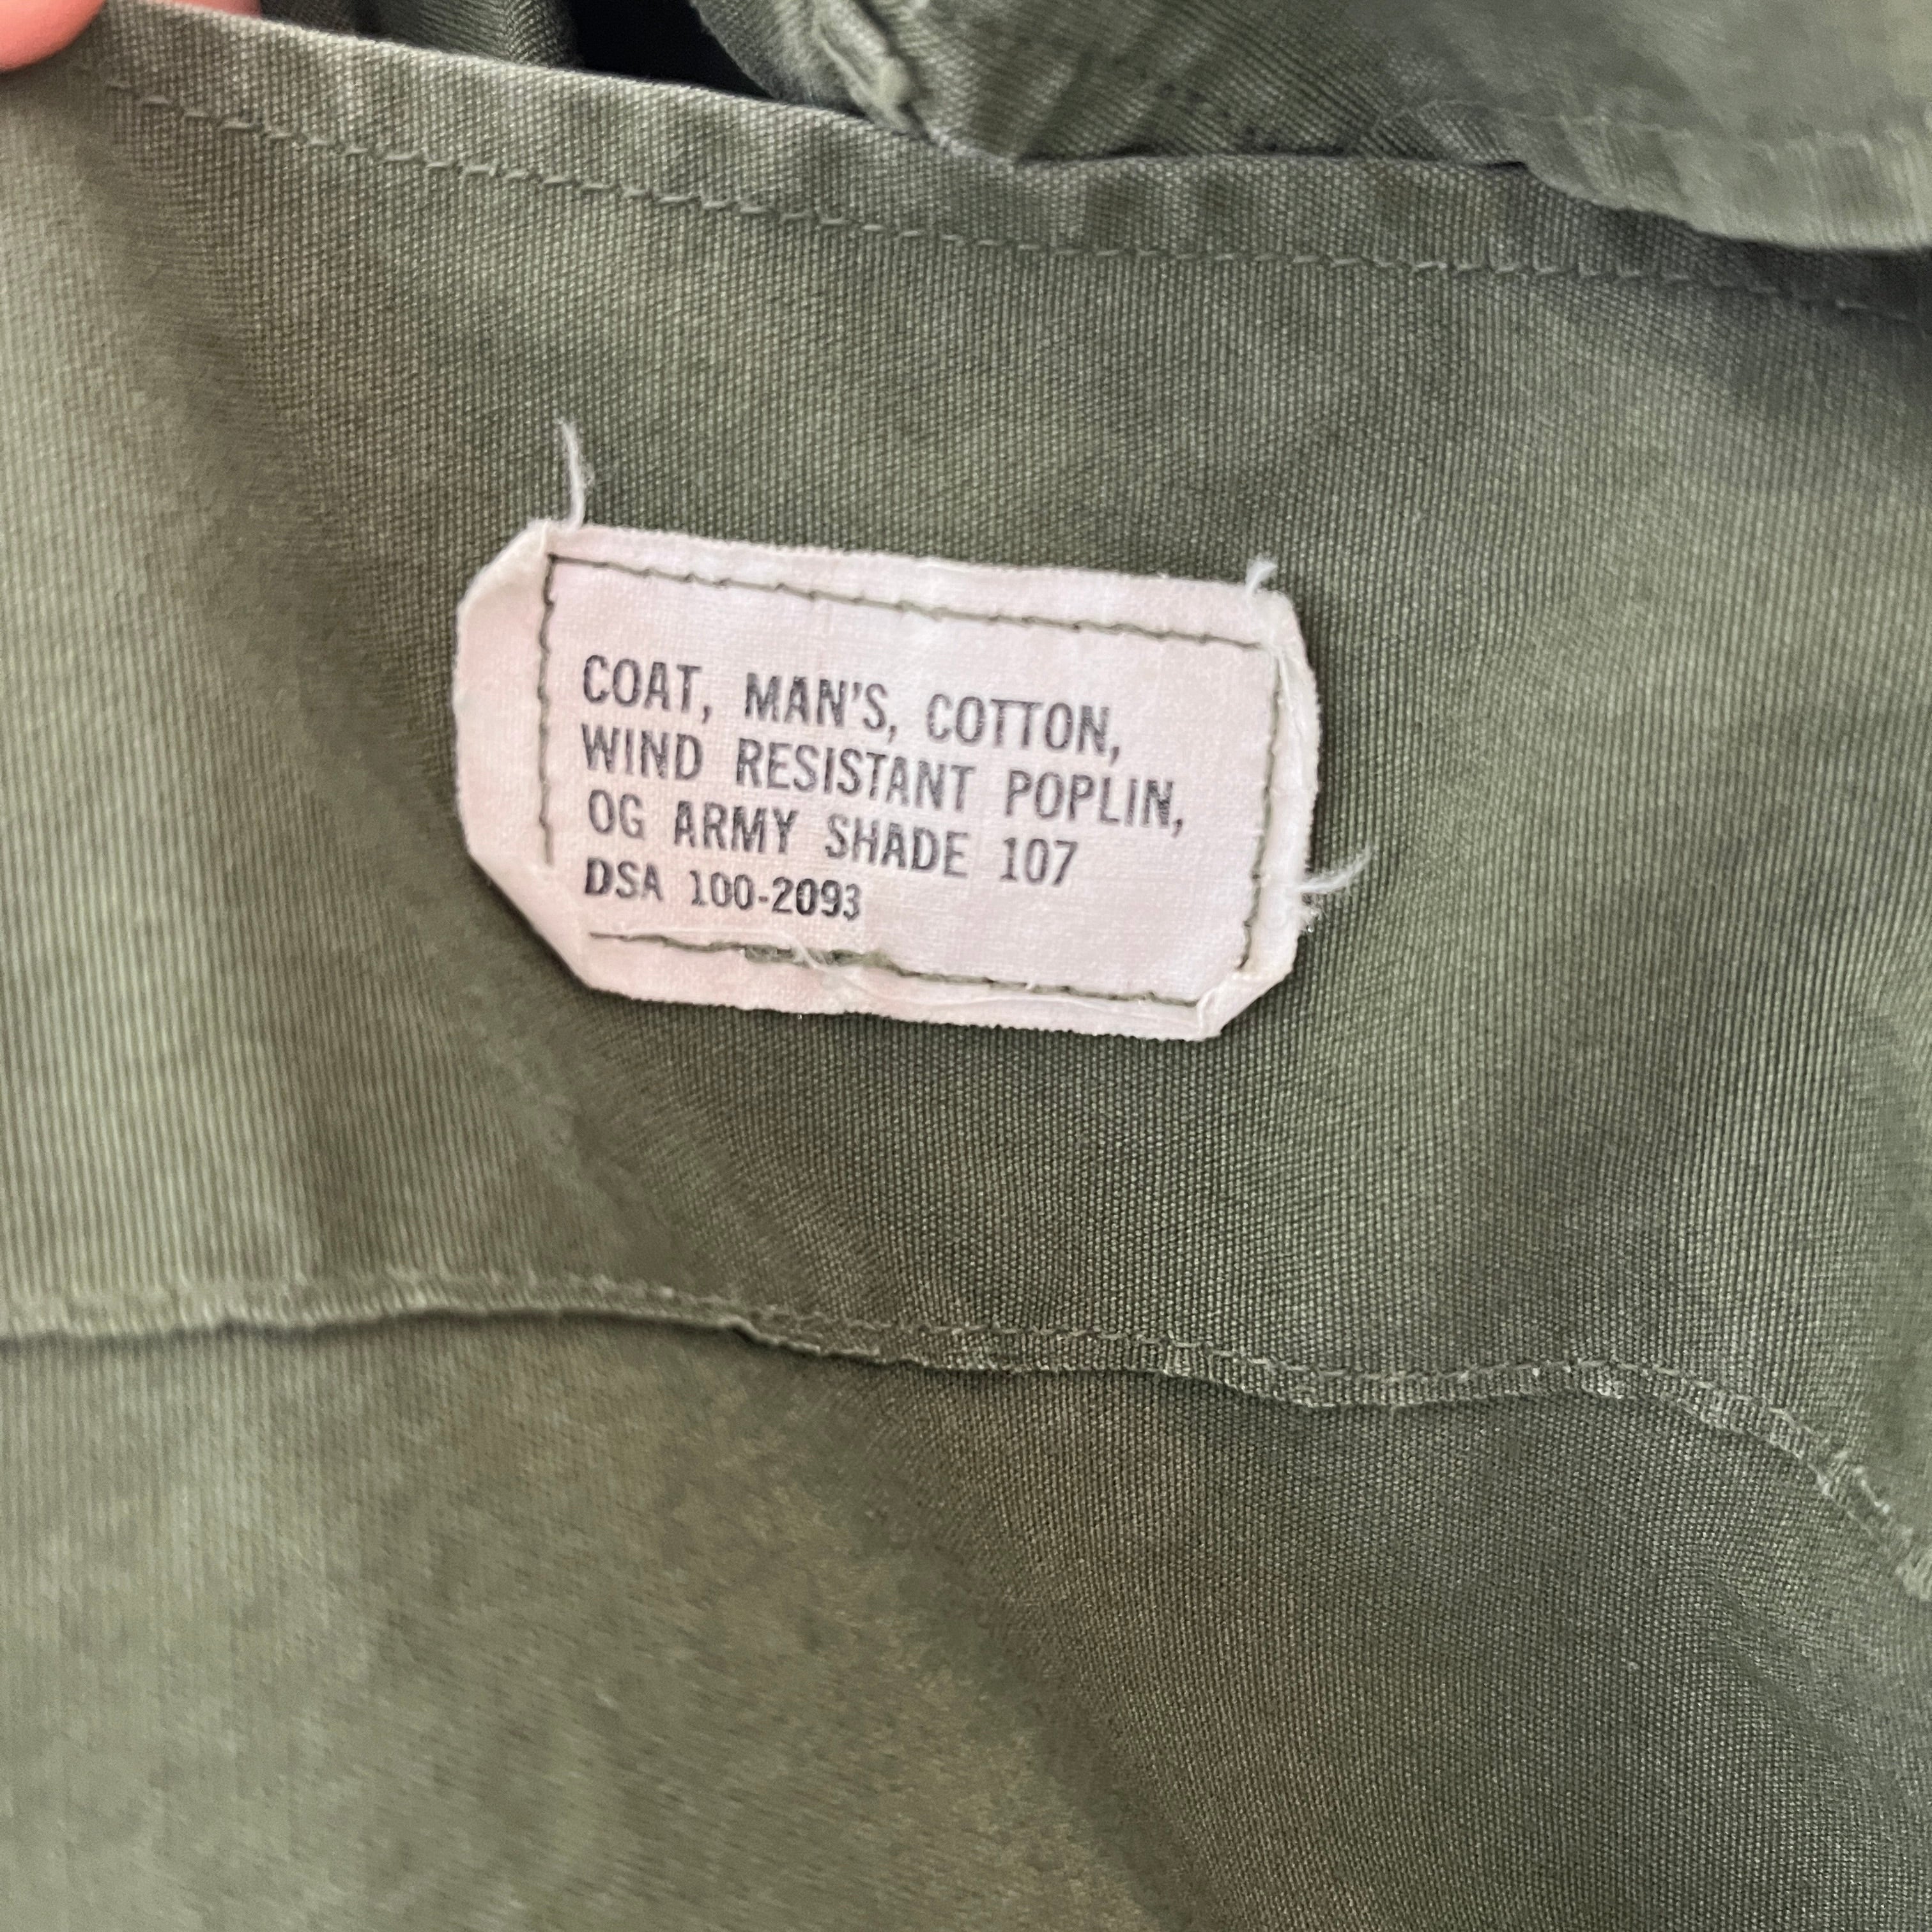 COAT, MAN'S, COTTON,
WIND RESISTANT POPLIN,
OG ARMY SHADE 107
DSA 100-2093